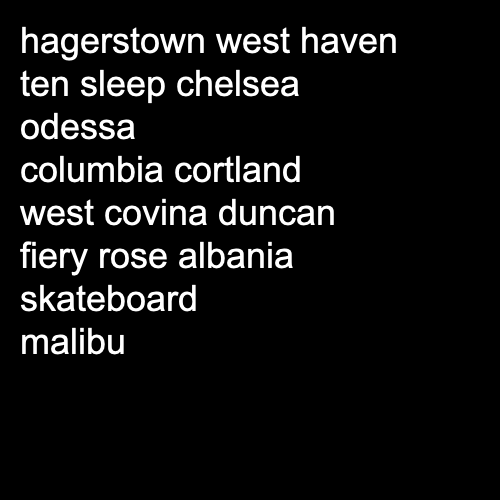 hagerstown west haven
ten sleep chelsea
odessa
columbia cortland
west covina duncan
fiery rose albania
skateboard
malibu